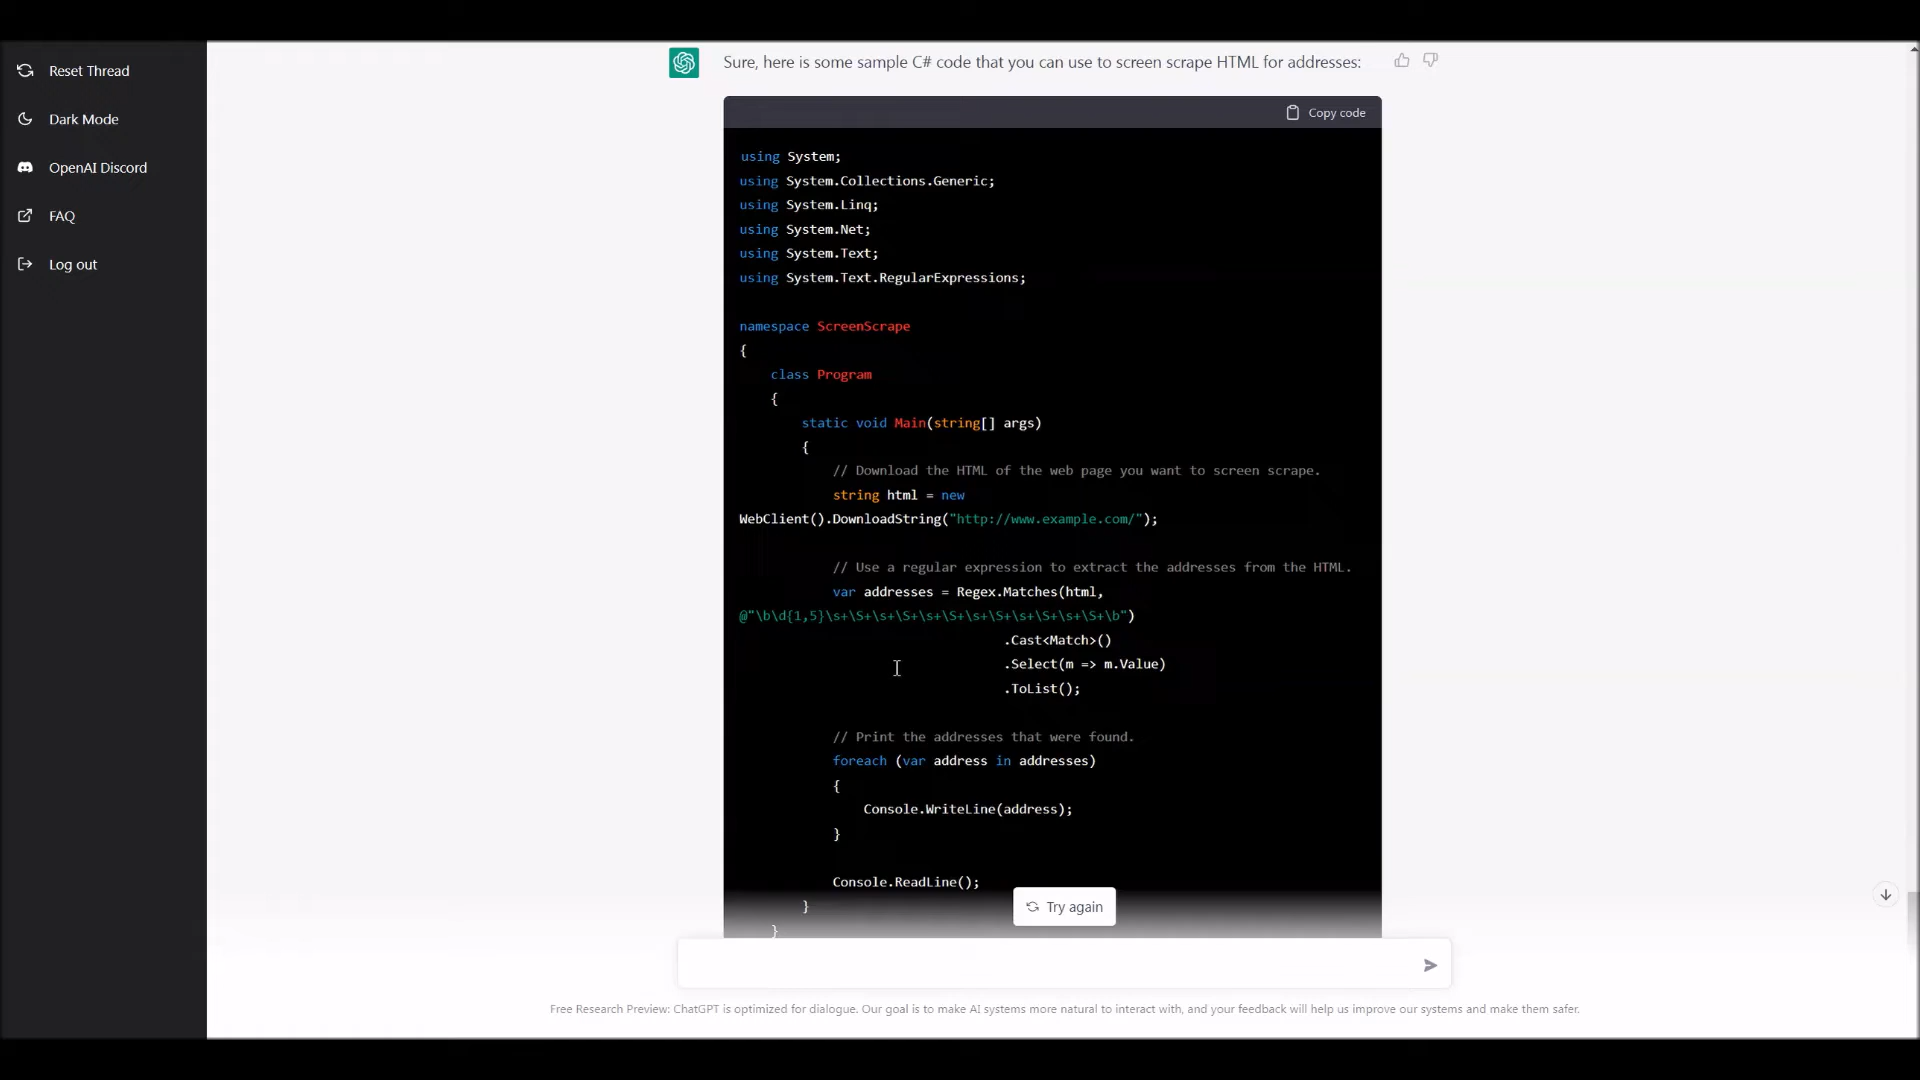 Reset Thread
Dark Mode
OpenAI Discord
FAQ
Log out
Sure, here is some sample C# code that you can use to screen scrape HTML for addresses:
Copy code
using System;
using System.Collections.Generic;
using System.Linq;
using System.Net;
using System.Text;
using System.Text.RegularExpressions;
namespace ScreenScrape
{
class Program
{
static void Main(string[] args)
{
// Download the HTML of the web page you want to screen scrape.
string html = new
WebClient().DownloadString("http://www.example.com/");
// Use a regular expression to extract the addresses from the HTML.
var addresses = Regex.Matches(html,
@"\b\d{1,5}\s+\S+\s+\S+\s+\S+\s+\S+\s+\S+\s+\S+\b")
.Cast<Match>()
.Select(m => m.Value)
.ToList();
// Print the addresses that were found.
foreach (var address in addresses)
{
Console.WriteLine(address);
}
Console.ReadLine();
}
}
Try again
Free Research Preview: ChatGPT is optimized for dialogue. Our goal is to make AI systems more natural to interact with, and your feedback will help us improve our systems and make them safer.